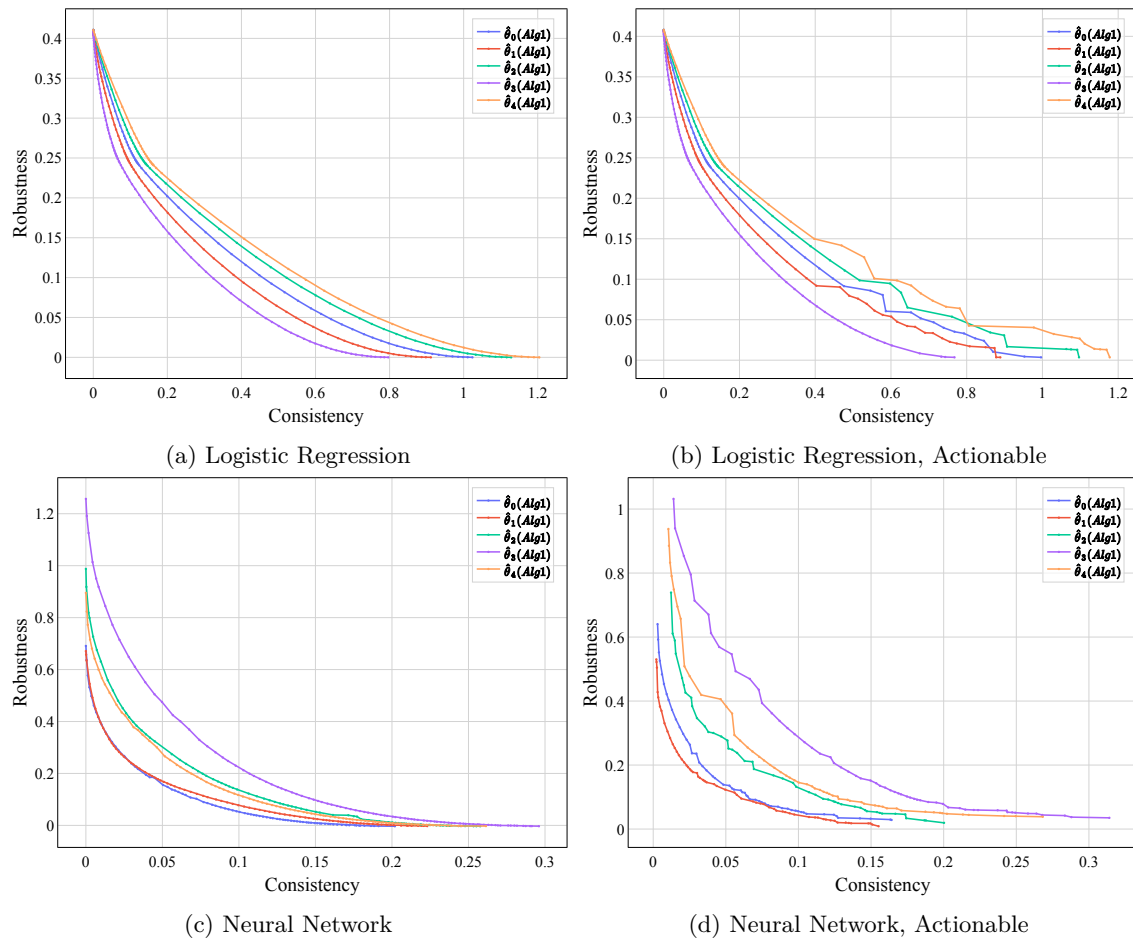 0.4
0.35
0.3
0.25
0.2
0.15
0.1
0.05
0
Robustness
0 0.2 0.4 0.6 0.8 1 1.2
Consistency
θ̂₀(Alg1)
θ̂₁(Alg1)
θ̂₂(Alg1)
θ̂₃(Alg1)
θ̂₄(Alg1)
(a) Logistic Regression
0.4
0.35
0.3
0.25
0.2
0.15
0.1
0.05
0
Robustness
0 0.2 0.4 0.6 0.8 1 1.2
Consistency
θ̂₀(Alg1)
θ̂₁(Alg1)
θ̂₂(Alg1)
θ̂₃(Alg1)
θ̂₄(Alg1)
(b) Logistic Regression, Actionable
1.2
1
0.8
0.6
0.4
0.2
0
Robustness
0 0.05 0.1 0.15 0.2 0.25 0.3
Consistency
θ̂₀(Alg1)
θ̂₁(Alg1)
θ̂₂(Alg1)
θ̂₃(Alg1)
θ̂₄(Alg1)
(c) Neural Network
1
0.8
0.6
0.4
0.2
0
Robustness
0 0.05 0.1 0.15 0.2 0.25 0.3
Consistency
θ̂₀(Alg1)
θ̂₁(Alg1)
θ̂₂(Alg1)
θ̂₃(Alg1)
θ̂₄(Alg1)
(d) Neural Network, Actionable